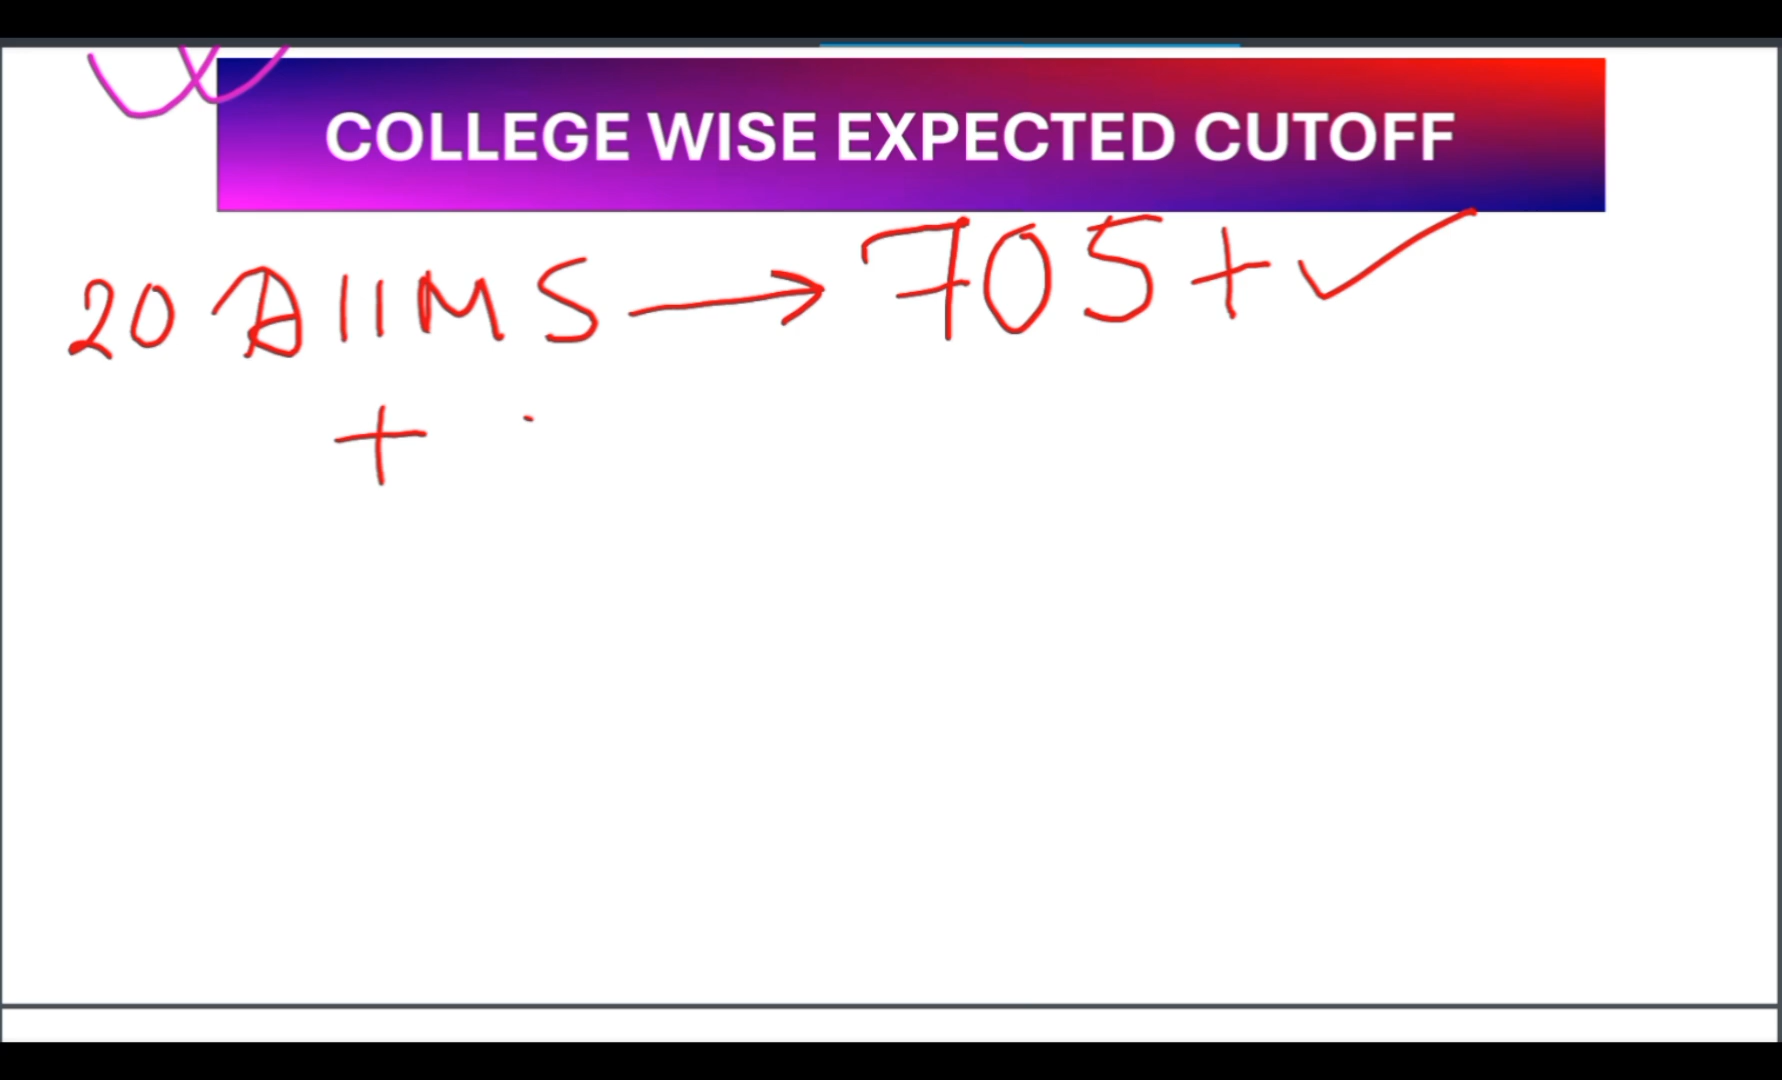 COLLEGE WISE EXPECTED CUTOFF
20 AIIMS → 705+ ✓
+